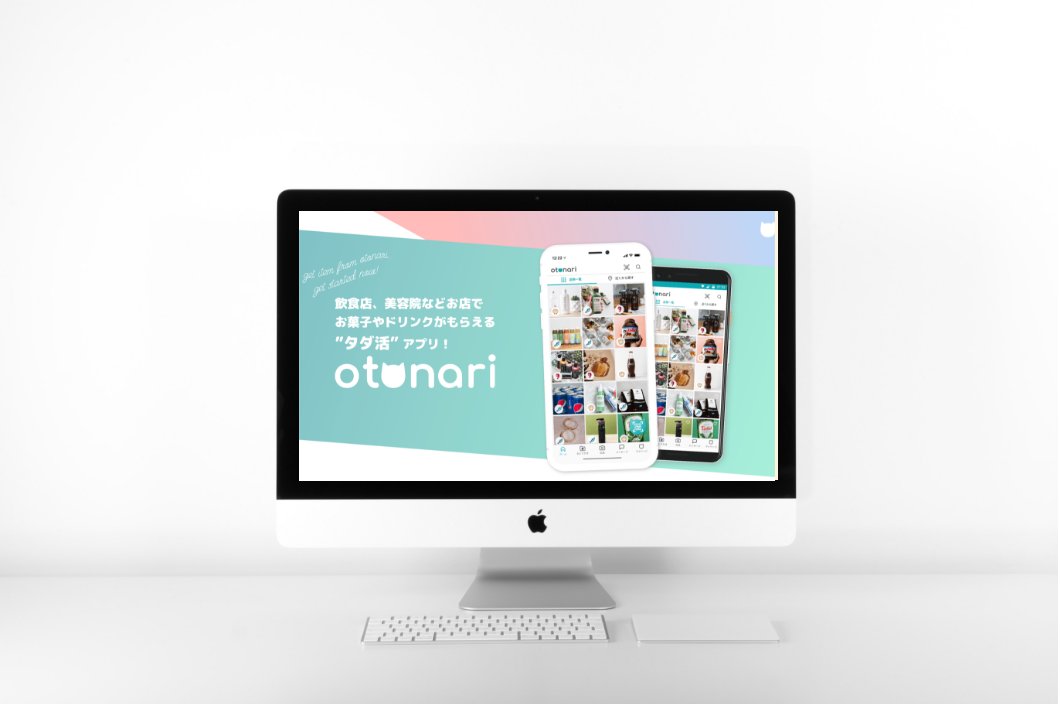 get item from otonari,
get started now!
飲食店、美容院などお店で
お菓子やドリンクがもらえる
”タダ活” アプリ！
otonari
otonari